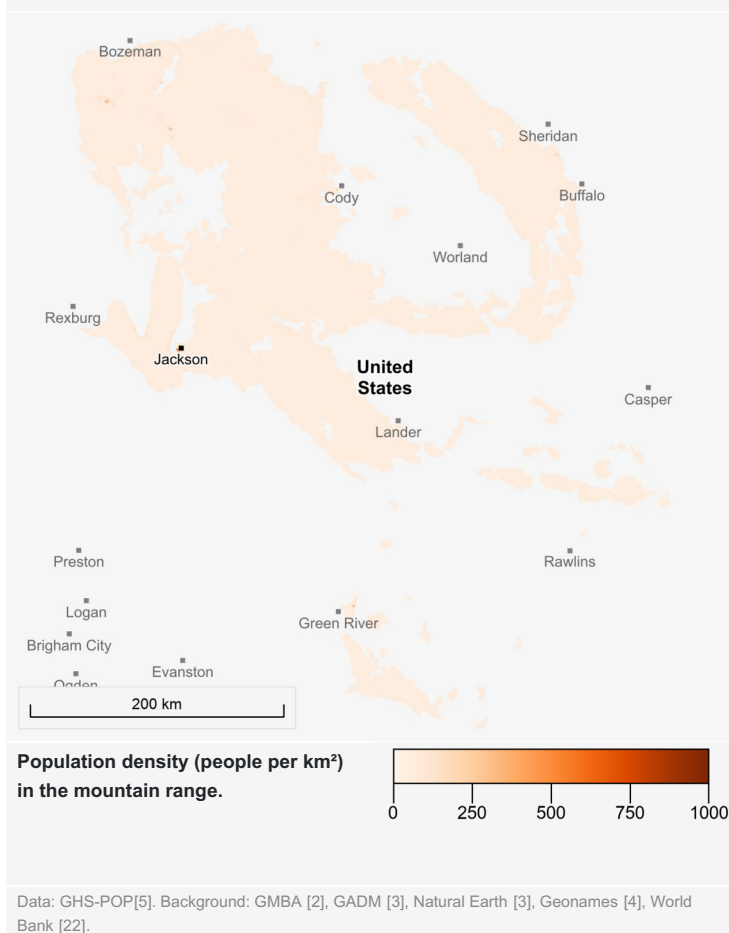 Bozeman
Sheridan
Cody
Buffalo
Worland
Rexburg
Jackson
United
States
Casper
Lander
Preston
Rawlins
Logan
Green River
Brigham City
Evanston
Ogden
200 km
Population density (people per km²)
in the mountain range.
0 250 500 750 1000
Data: GHS-POP[5]. Background: GMBA [2], GADM [3], Natural Earth [3], Geonames [4], World
Bank [22].